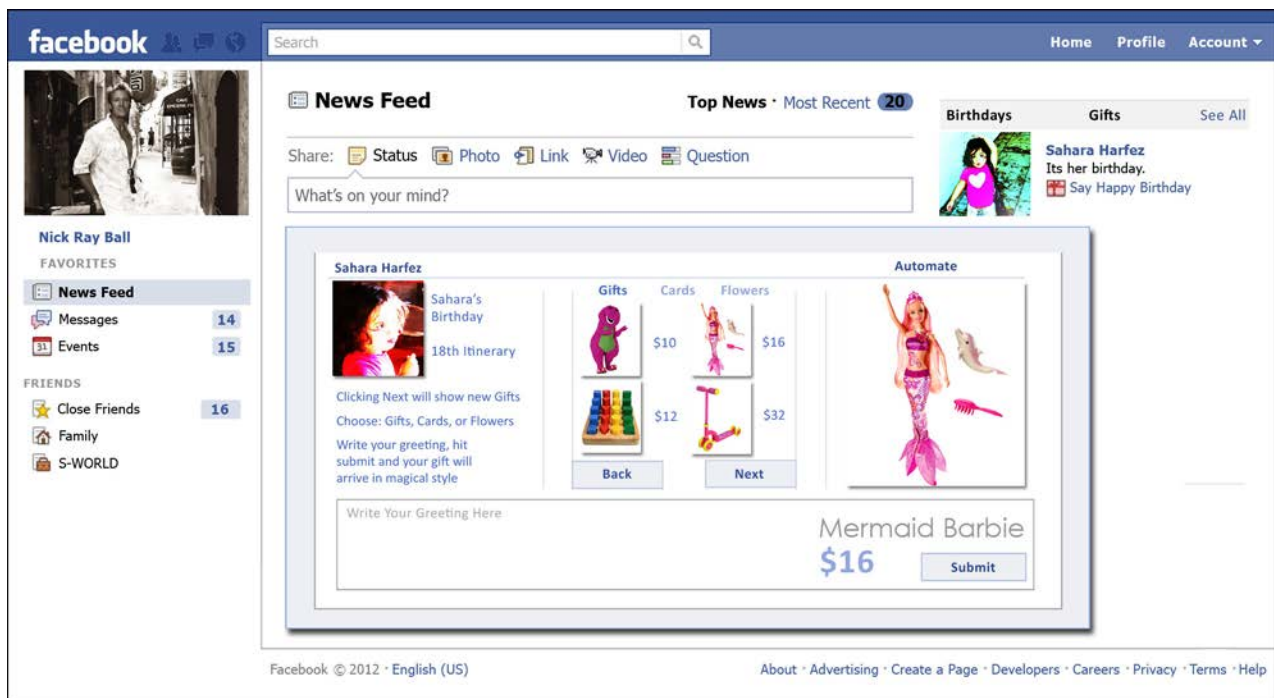 facebook
Search
Home Profile Account
News Feed
Top News · Most Recent 20
Birthdays Gifts See All
Share: Status Photo Link Video Question
What's on your mind?
Sahara Harfez
Its her birthday.
Say Happy Birthday
Nick Ray Ball
FAVORITES
News Feed
Messages 14
31 Events 15
FRIENDS
Close Friends 16
Family
S-WORLD
Sahara Harfez
Automate
Sahara's
Birthday
18th Itinerary
Clicking Next will show new Gifts
Choose: Gifts, Cards, or Flowers
Write your greeting, hit
submit and your gift will
arrive in magical style
Gifts Cards Flowers
$10 $16
$12 $32
Back Next
Write Your Greeting Here
Mermaid Barbie
$16 Submit
Facebook © 2012 · English (US)
About · Advertising · Create a Page · Developers · Careers · Privacy · Terms · Help